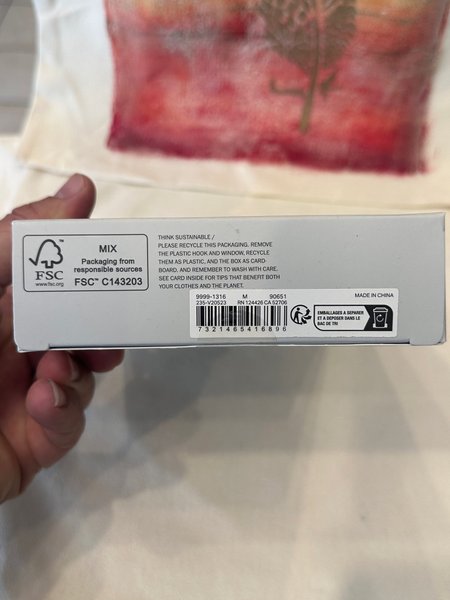 FSC
www.fsc.org
MIX
Packaging from
responsible sources
FSC™ C143203
THINK SUSTAINABLE /
PLEASE RECYCLE THIS PACKAGING. REMOVE
THE PLASTIC HOOK AND WINDOW, RECYCLE
THEM AS PLASTIC, AND THE BOX AS CARD-
BOARD, AND REMEMBER TO WASH WITH CARE.
SEE CARD INSIDE FOR TIPS THAT BENEFIT BOTH
YOUR CLOTHES AND THE PLANET.
9999-1316 M 90651
235-V20523 RN 124426 CA 52706
7321465416896
MADE IN CHINA
EMBALLAGES A SEPARER
ET A DEPOSER DANS LE
BAC DE TRI